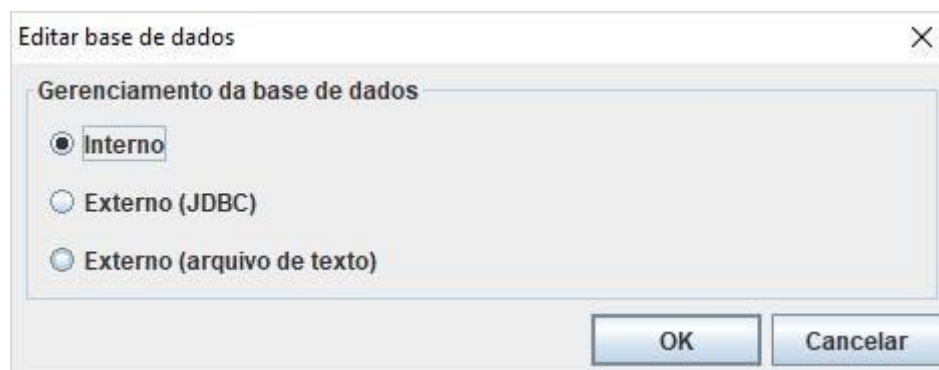 Editar base de dados
Gerenciamento da base de dados
Interno
Externo (JDBC)
Externo (arquivo de texto)
OK Cancelar